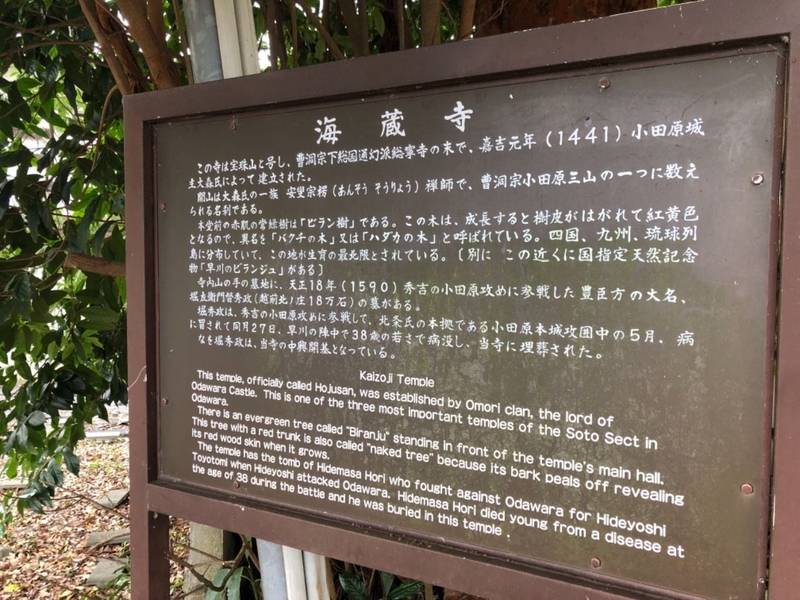 海蔵寺
この寺は宝珠山と号し、曹洞宗下総国通幻派総寧寺の末で、嘉吉元年(1441)小田原城
主大森氏によって建立された。
開山は大森氏の一族 安叟宗楞(あんそう そうりょう)禅師で、曹洞宗小田原三山の一つに数え
られる名刹である。
本堂前の赤肌の常緑樹は「ビラン樹」である。この木は、成長すると樹皮がはがれて紅黄色
となるので、異名を「バクチの木」又は「ハダカの木」と呼ばれている。四国、九州、琉球列
島に分布していて、この地が生育の最北限とされている。〔別に この近くに国指定天然記念
物「早川のビランジュ」がある〕
寺内山の手の墓地に、天正18年(1590)秀吉の小田原攻めに参戦した豊臣方の大名、
堀左衛門督秀政(越前北ノ庄18万石)の墓がある。
堀秀政は、秀吉の小田原攻めに参戦して、北条氏の本拠である小田原本城攻囲中の5月、病
に冒されて同月27日、早川の陣中で38歳の若さで病没し、当寺に埋葬された。
なを堀秀政は、当寺の中興開基となっている。
Kaizoji Temple
This temple, officially called Hojusan, was established by Omori clan, the lord of
Odawara Castle. This is one of the three most important temples of the Soto Sect in
Odawara.
There is an evergreen tree called "Biranju" standing in front of the temple's main hall.
This tree with a red trunk is also called "naked tree" because its bark peals off revealing
its red wood skin when it grows.
The temple has the tomb of Hidemasa Hori who fought against Odawara for Hideyoshi
Toyotomi when Hideyoshi attacked Odawara. Hidemasa Hori died young from a disease at
the age of 38 during the battle and he was buried in this temple .